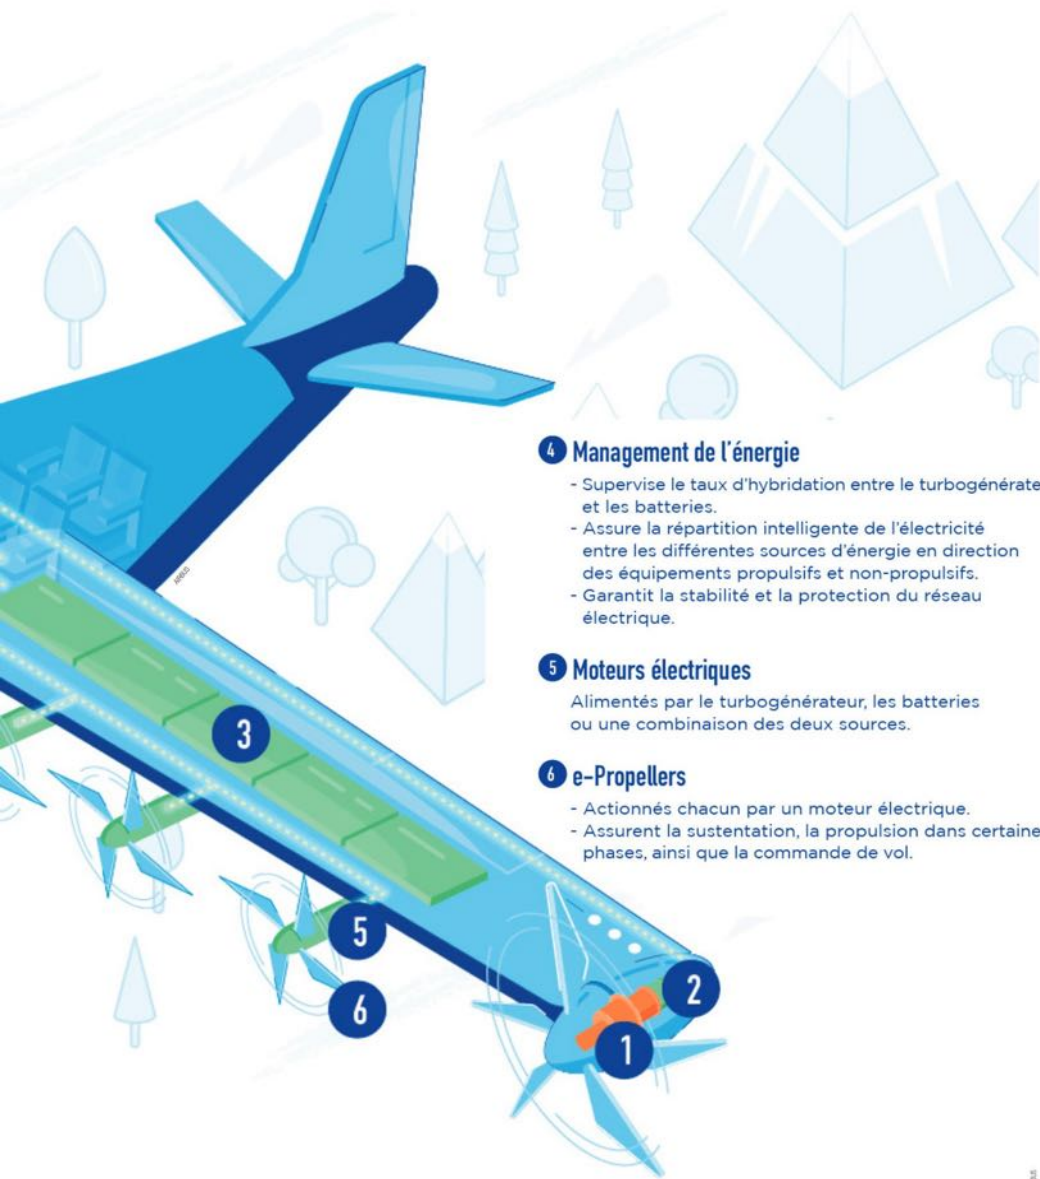 4 Management de l'énergie
- Supervise le taux d'hybridation entre le turbogénérate
et les batteries.
- Assure la répartition intelligente de l'électricité
entre les différentes sources d'énergie en direction
des équipements propulsifs et non-propulsifs.
- Garantit la stabilité et la protection du réseau
électrique.
5 Moteurs électriques
Alimentés par le turbogénérateur, les batteries
ou une combinaison des deux sources.
6 e-Propellers
- Actionnés chacun par un moteur électrique.
- Assurent la sustentation, la propulsion dans certaine
phases, ainsi que la commande de vol.
3
5
6
2
1